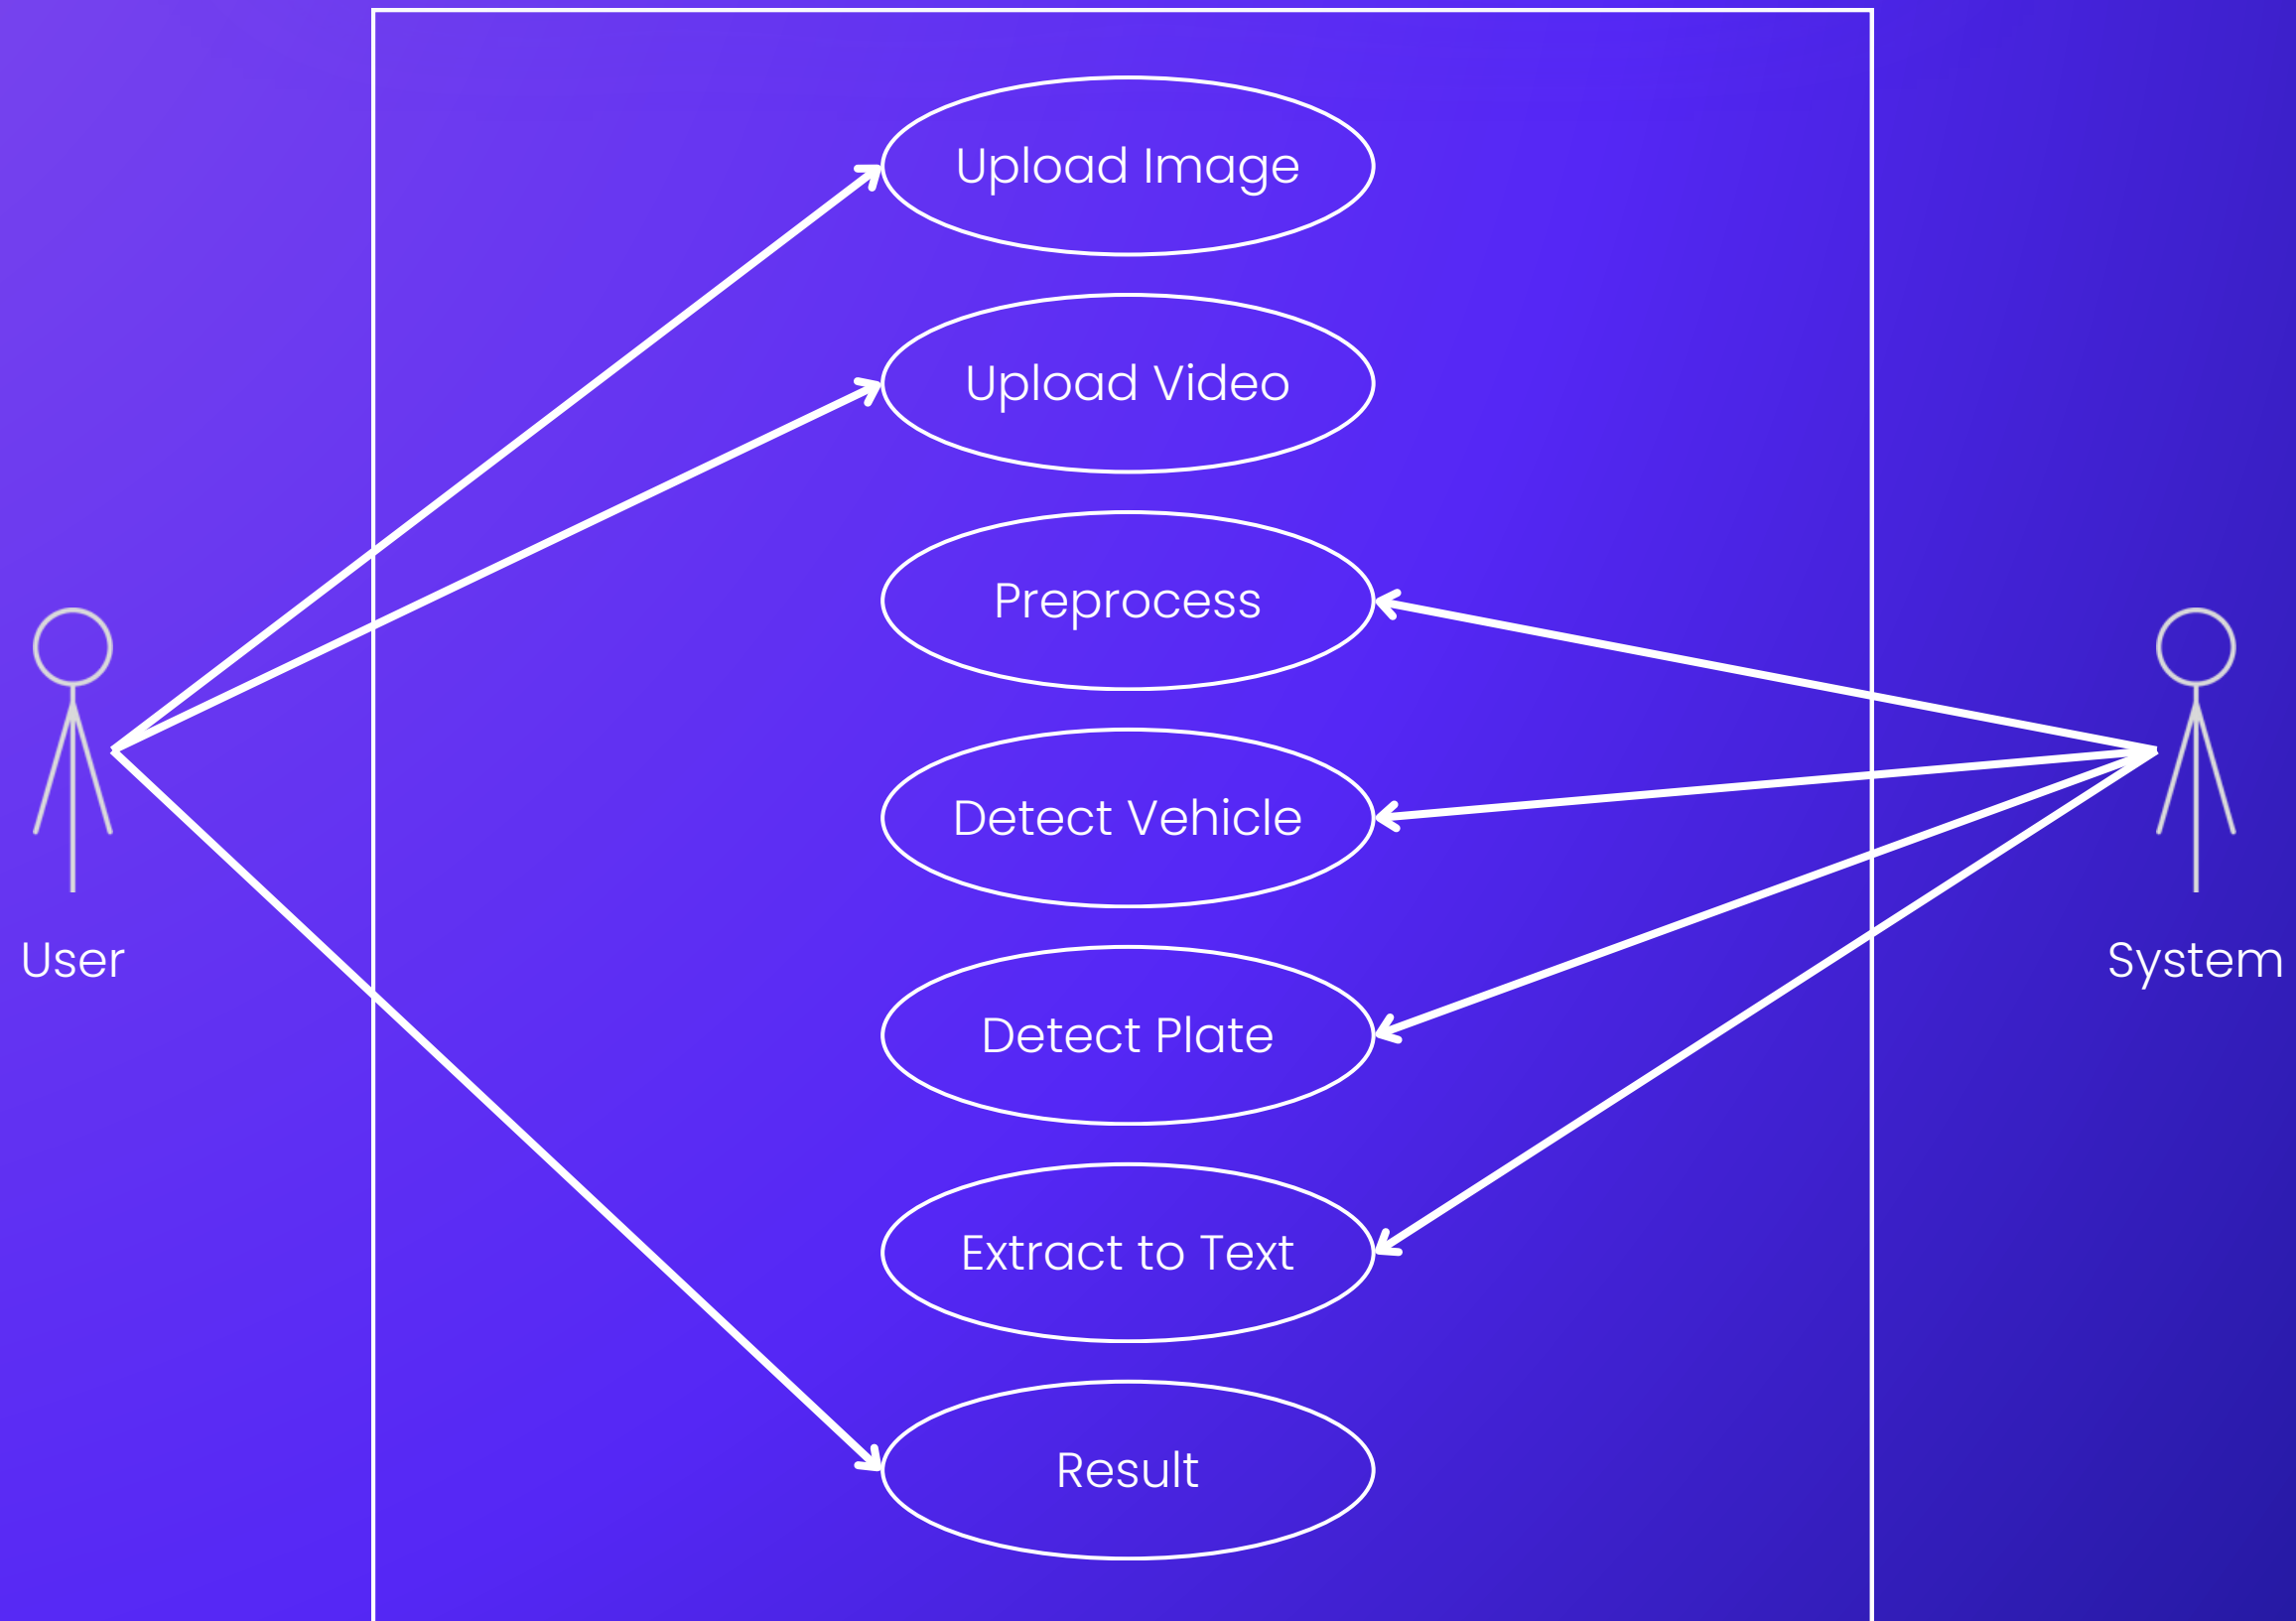 Upload Image
Upload Video
Preprocess
Detect Vehicle
User
System
Detect Plate
Extract to Text
Result